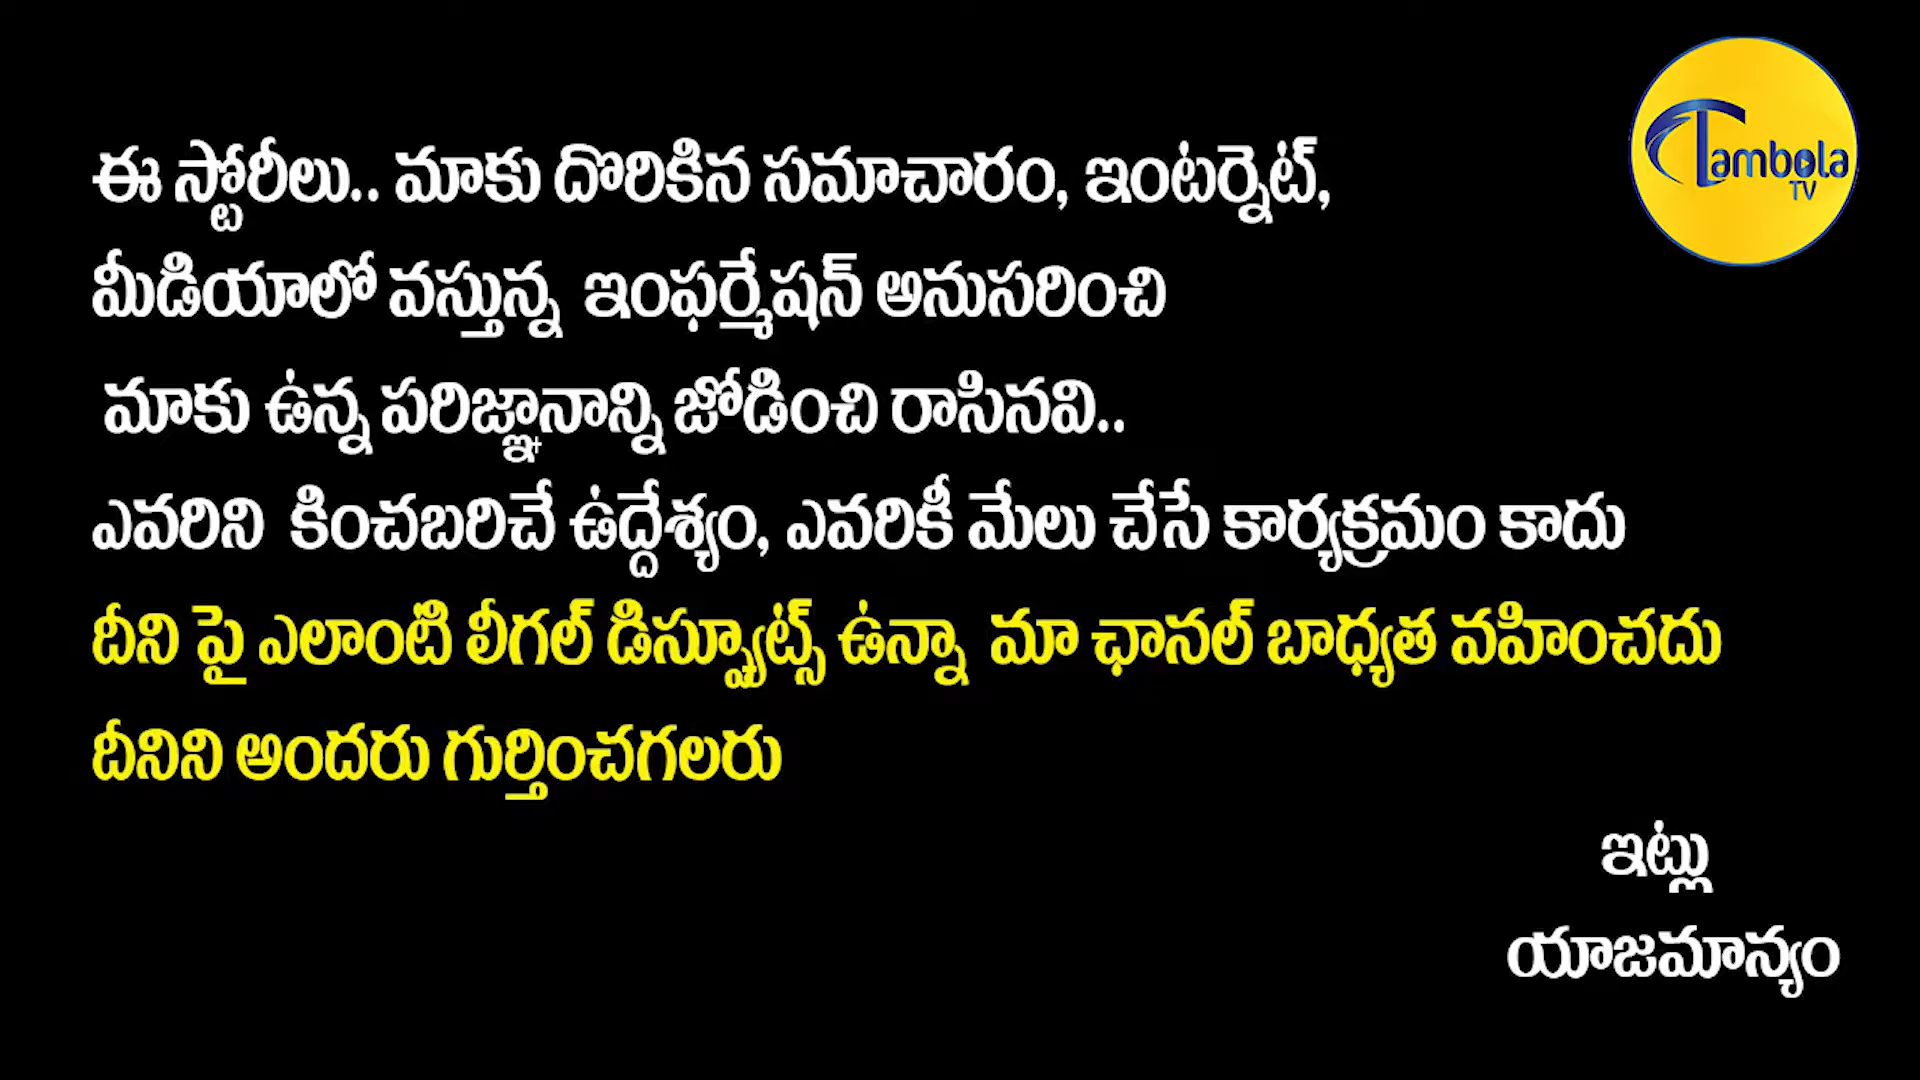 Tambola
TV
ఈ స్టోరీలు.. మాకు దొరికిన సమాచారం, ఇంటర్నెట్,
మీడియాలో వస్తున్న ఇంఫర్మేషన్ అనుసరించి
మాకు ఉన్న పరిజ్ఞానాన్ని జోడించి రాసినవి..
ఎవరిని కించబరిచే ఉద్దేశ్యం, ఎవరికీ మేలు చేసే కార్యక్రమం కాదు
దీని పై ఎలాంటి లీగల్ డిస్ప్యూట్స్ ఉన్నా మా ఛానల్ బాధ్యత వహించదు
దీనిని అందరు గుర్తించగలరు
ఇట్లు
యాజమాన్యం